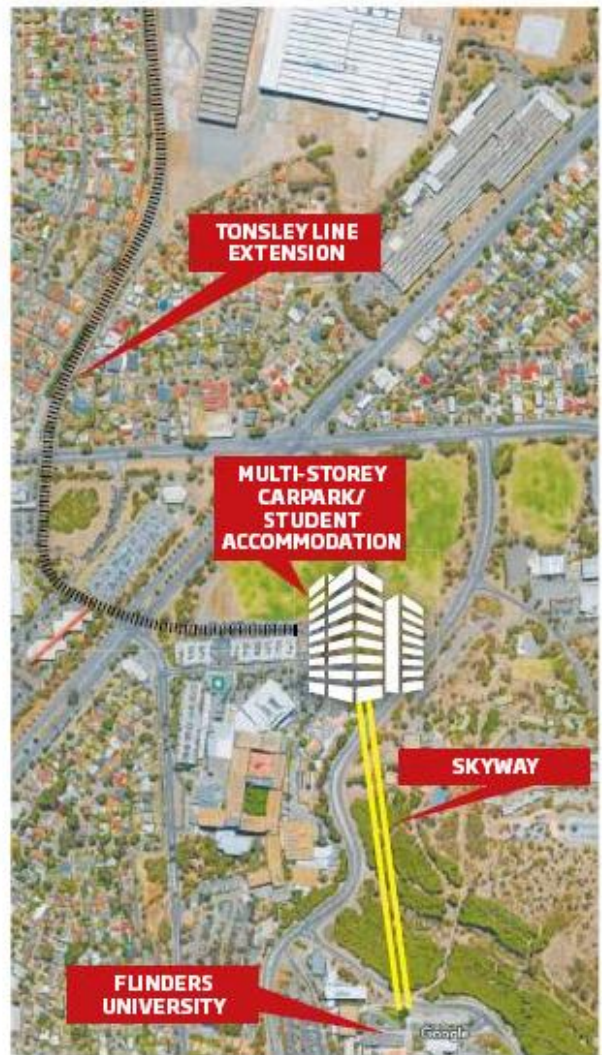 TONSLEY LINE
EXTENSION
MULTI-STOREY
CARPARK/
STUDENT
ACCOMMODATION
SKYWAY
FLINDERS
UNIVERSITY
Google